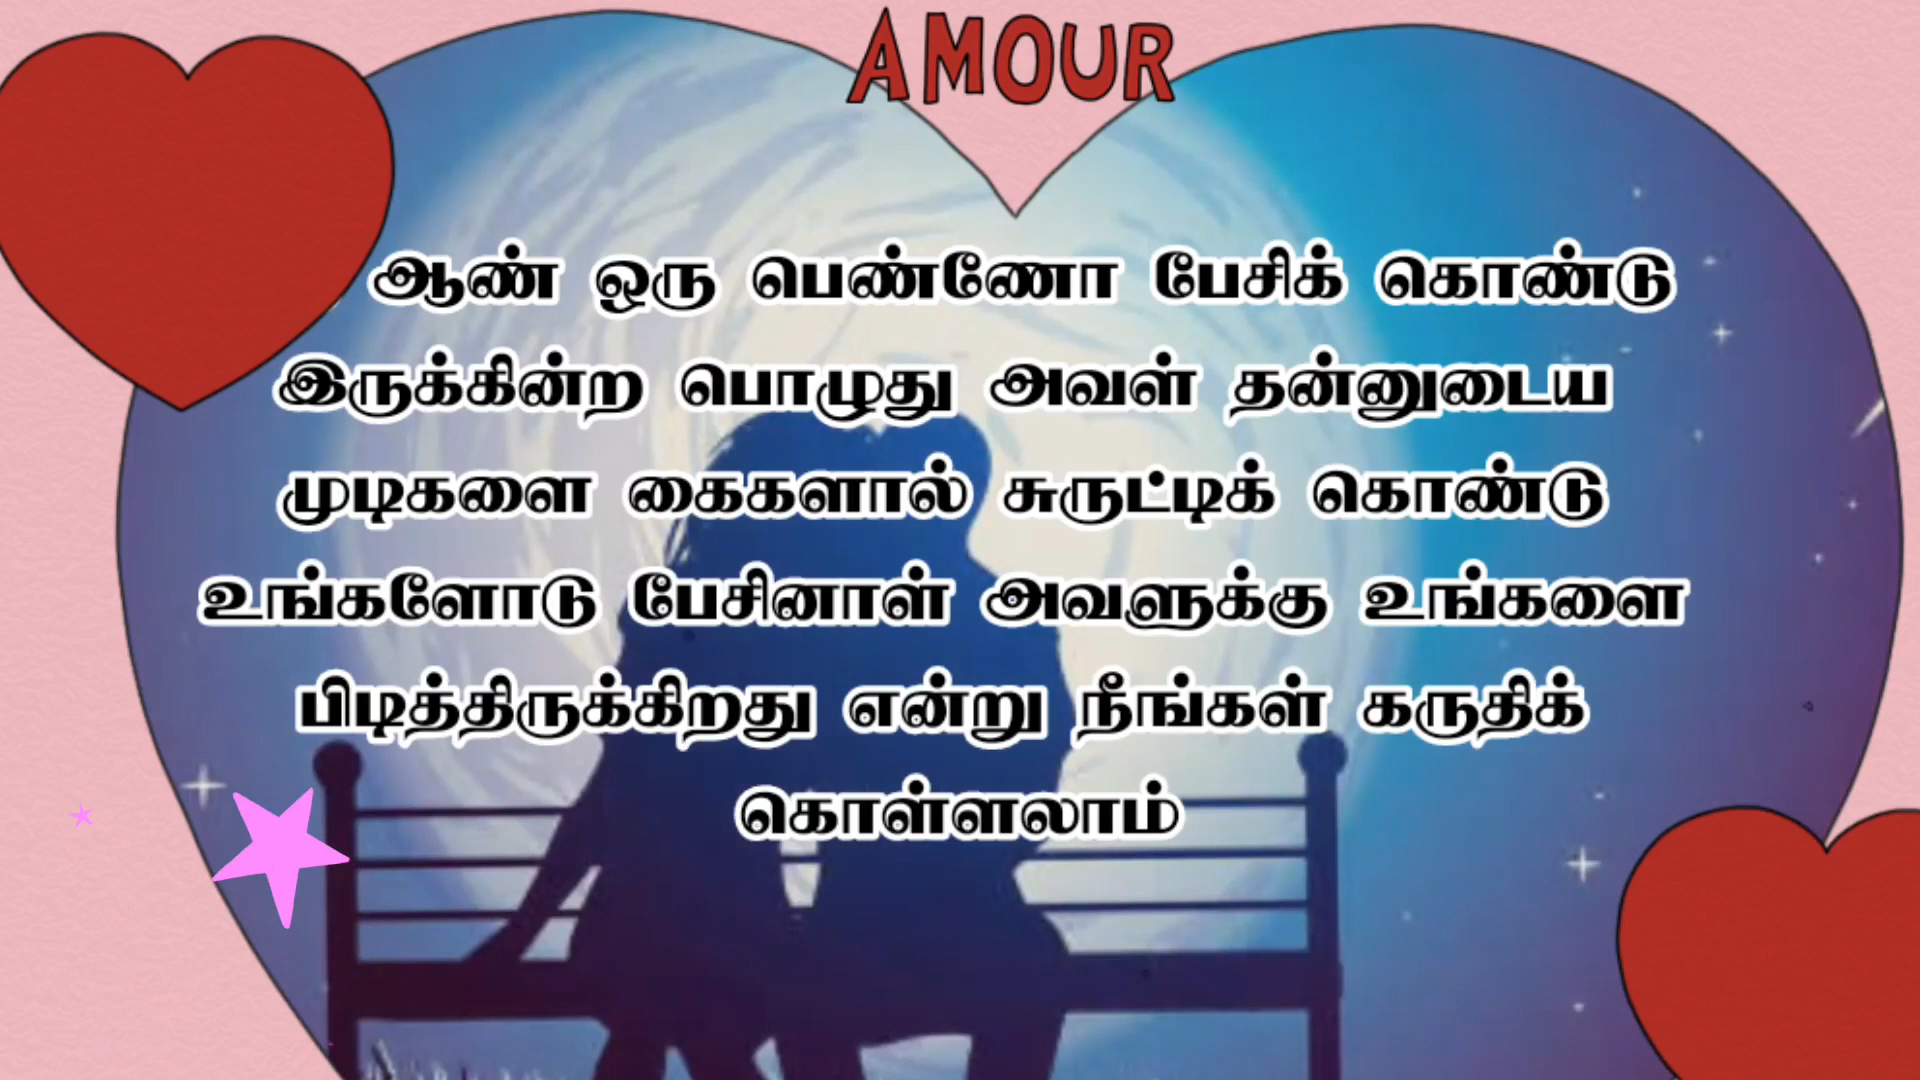 AMOUR
ஆண் ஒரு பெண்ணோ பேசிக் கொண்டு
இருக்கின்ற பொழுது அவள் தன்னுடைய
முடிகளை கைகளால் சுருட்டிக் கொண்டு
உங்களோடு பேசினாள் அவளுக்கு உங்களை
பிடித்திருக்கிறது என்று நீங்கள் கருதிக்
கொள்ளலாம்